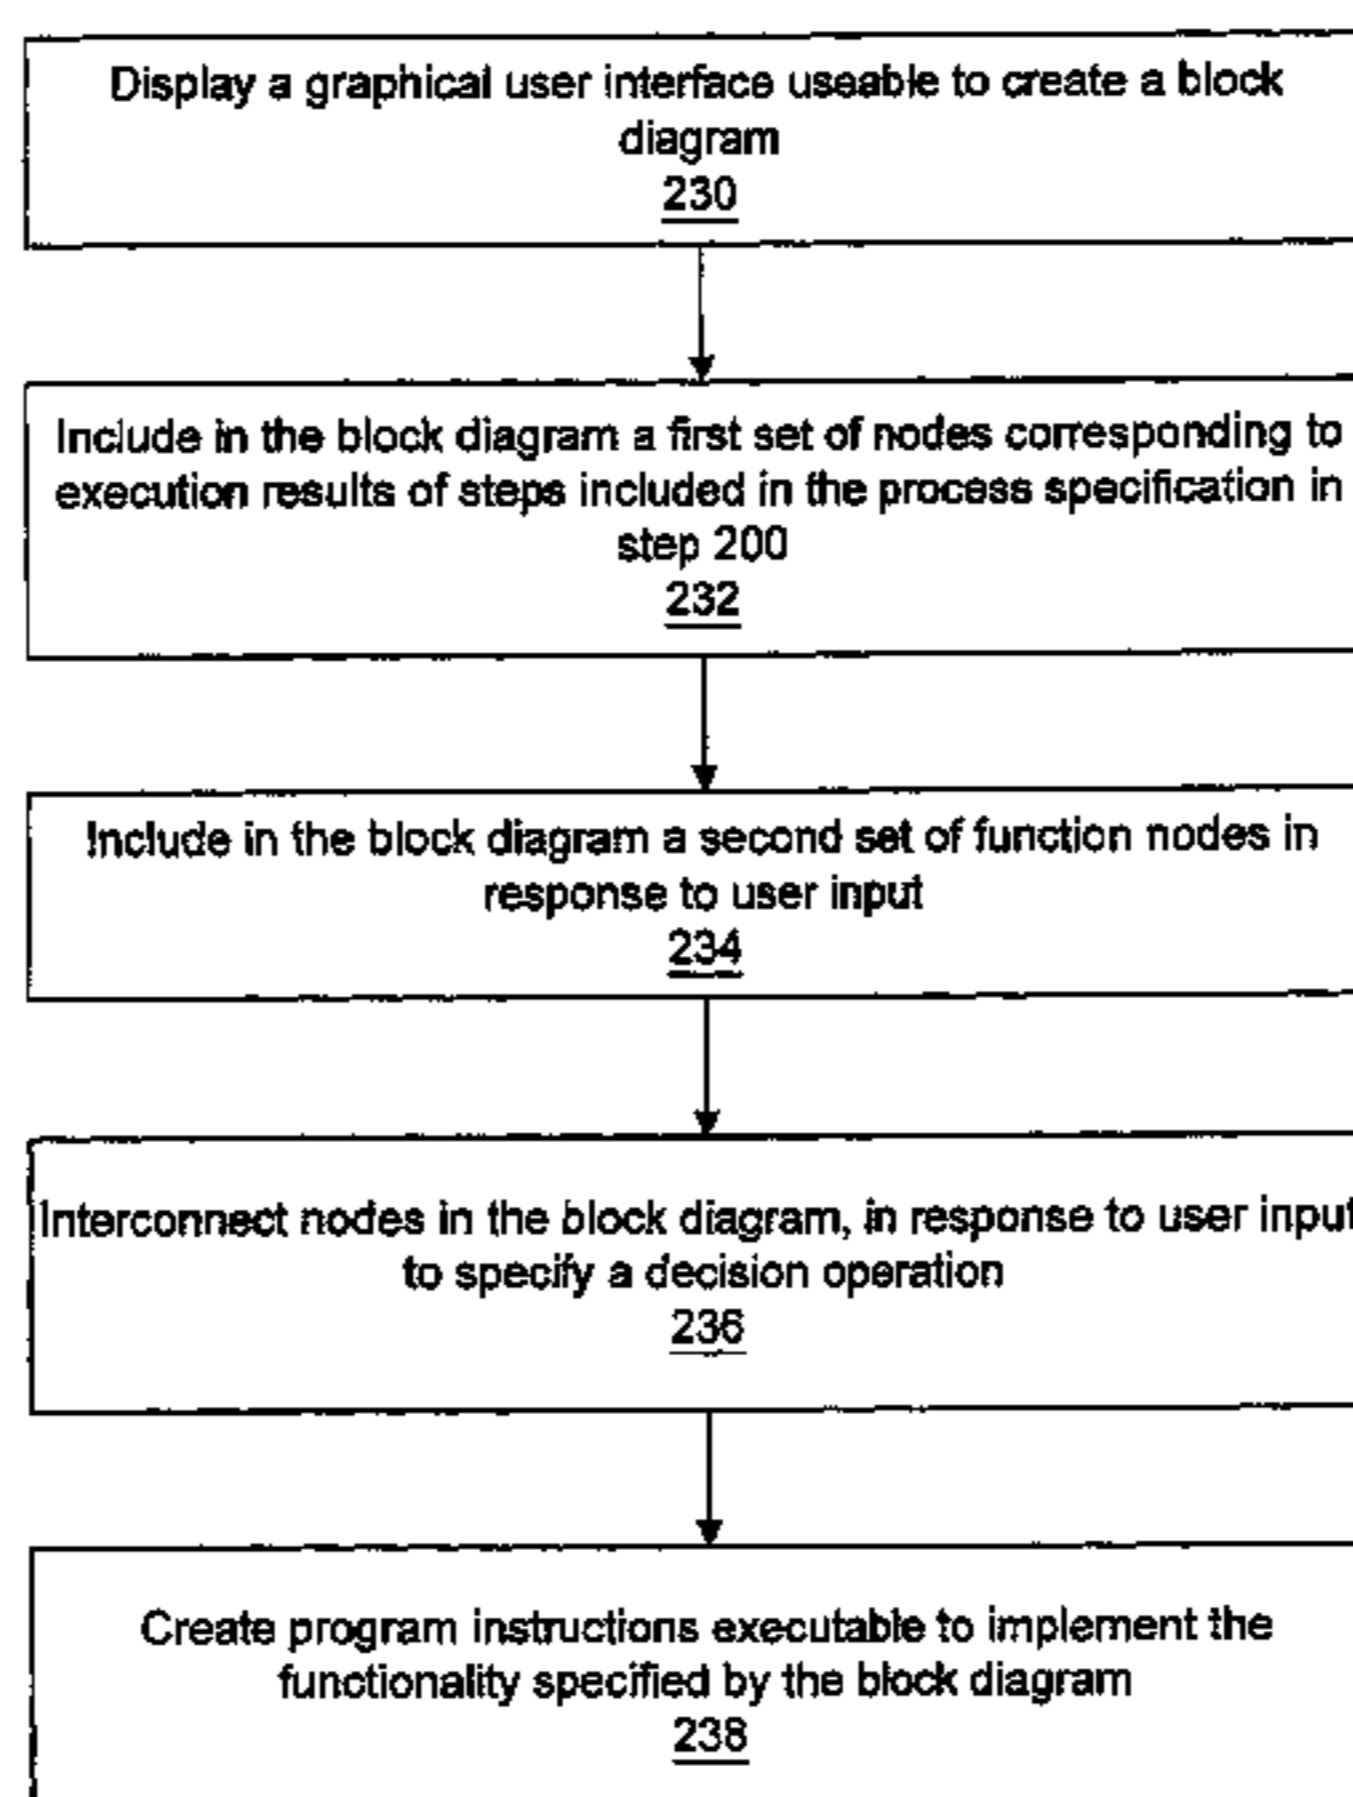 Display a graphical user interface useable to create a block
diagram
230
Include in the block diagram a first set of nodes corresponding to
execution results of steps included in the process specification in
step 200
232
Include in the block diagram a second set of function nodes in
response to user input
234
Interconnect nodes in the block diagram, in response to user input
to specify a decision operation
236
Create program instructions executable to implement the
functionality specified by the block diagram
238